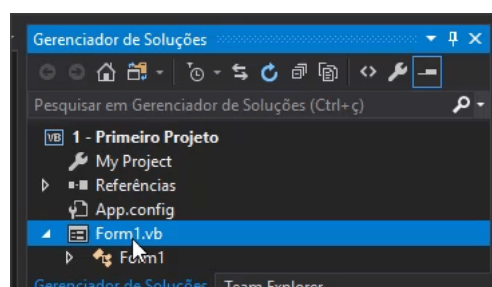 Gerenciador de Soluções
Pesquisar em Gerenciador de Soluções (Ctrl+ç)
VB 1 - Primeiro Projeto
My Project
Referências
App.config
Form1.vb
Form1
Gerenciador de Soluções Team Explorer